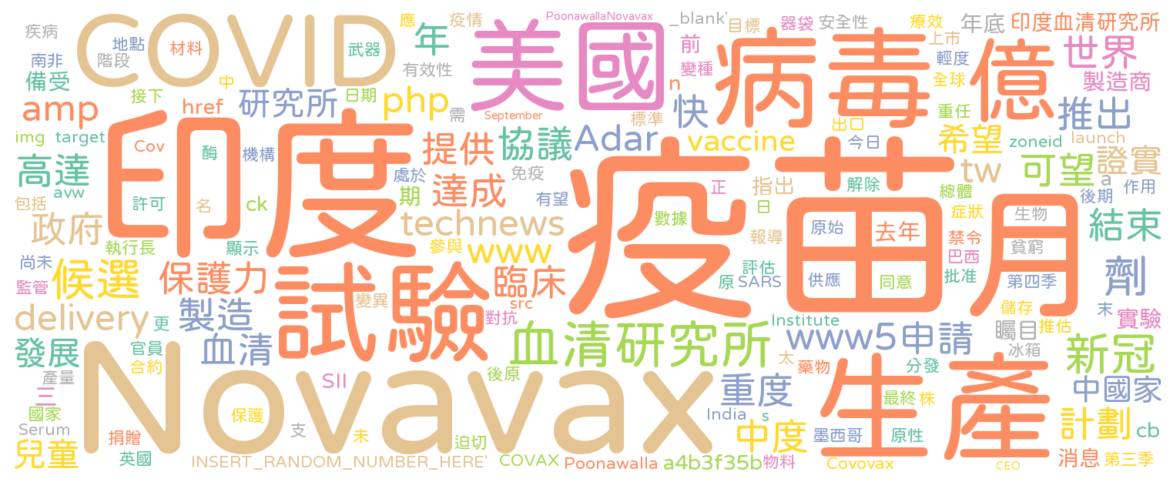 疾病
備受
南非
地點
階段
材料
COVID
武器
年
有效性
疫情
應
PoonawallaNovavax
_blank'
美國
前
變種
n
目標
器袋
安全性
病毒
療效
上市
輕度
全球
年底
億
印度血清研究所
世界
製造商
推出
amp
接下
中
href
研究所
日期
php
需
September
標準
快
Adar
vaccine
出口
今日
重任
希望
zoneid
launch
img
target
Cov
酶
機構
印度
提供
協議
免疫
有望
處於
達成
期
ck
technews
疫苗
月
正
數據
指出
日
報導
解除
tw
可望
總體
a
證實
作用
後期
高達
avw
包括
許可
名
政府
執行長
顯示
參與
www
原始
去年
症狀
禁令
生物
貧窮
結束
尚未
監管
候選
保護力
變異
試驗
臨床
src
對抗
原
評估
SARS
供應
同意
巴西
批准
第四季
儲存
末
劑
實驗
delivery
更
製造
血清
血清研究所
Institute
www5
申請
矚目
推估
冰箱
新冠
發展
官員
合約
產量
三
國家
Serum
SII
後原
太
藥物
分發
重度
India
s
生產
最終
株
中國家
計劃
cb
Novavax
保護
支
未
迫切
中度
墨西哥
原性
兒童
捐贈
英國
INSERT_RANDOM_NUMBER_HERE'
COVAX
Poonawalla
a4b3f35b
物料
Covovax
CEO
消息
第三季